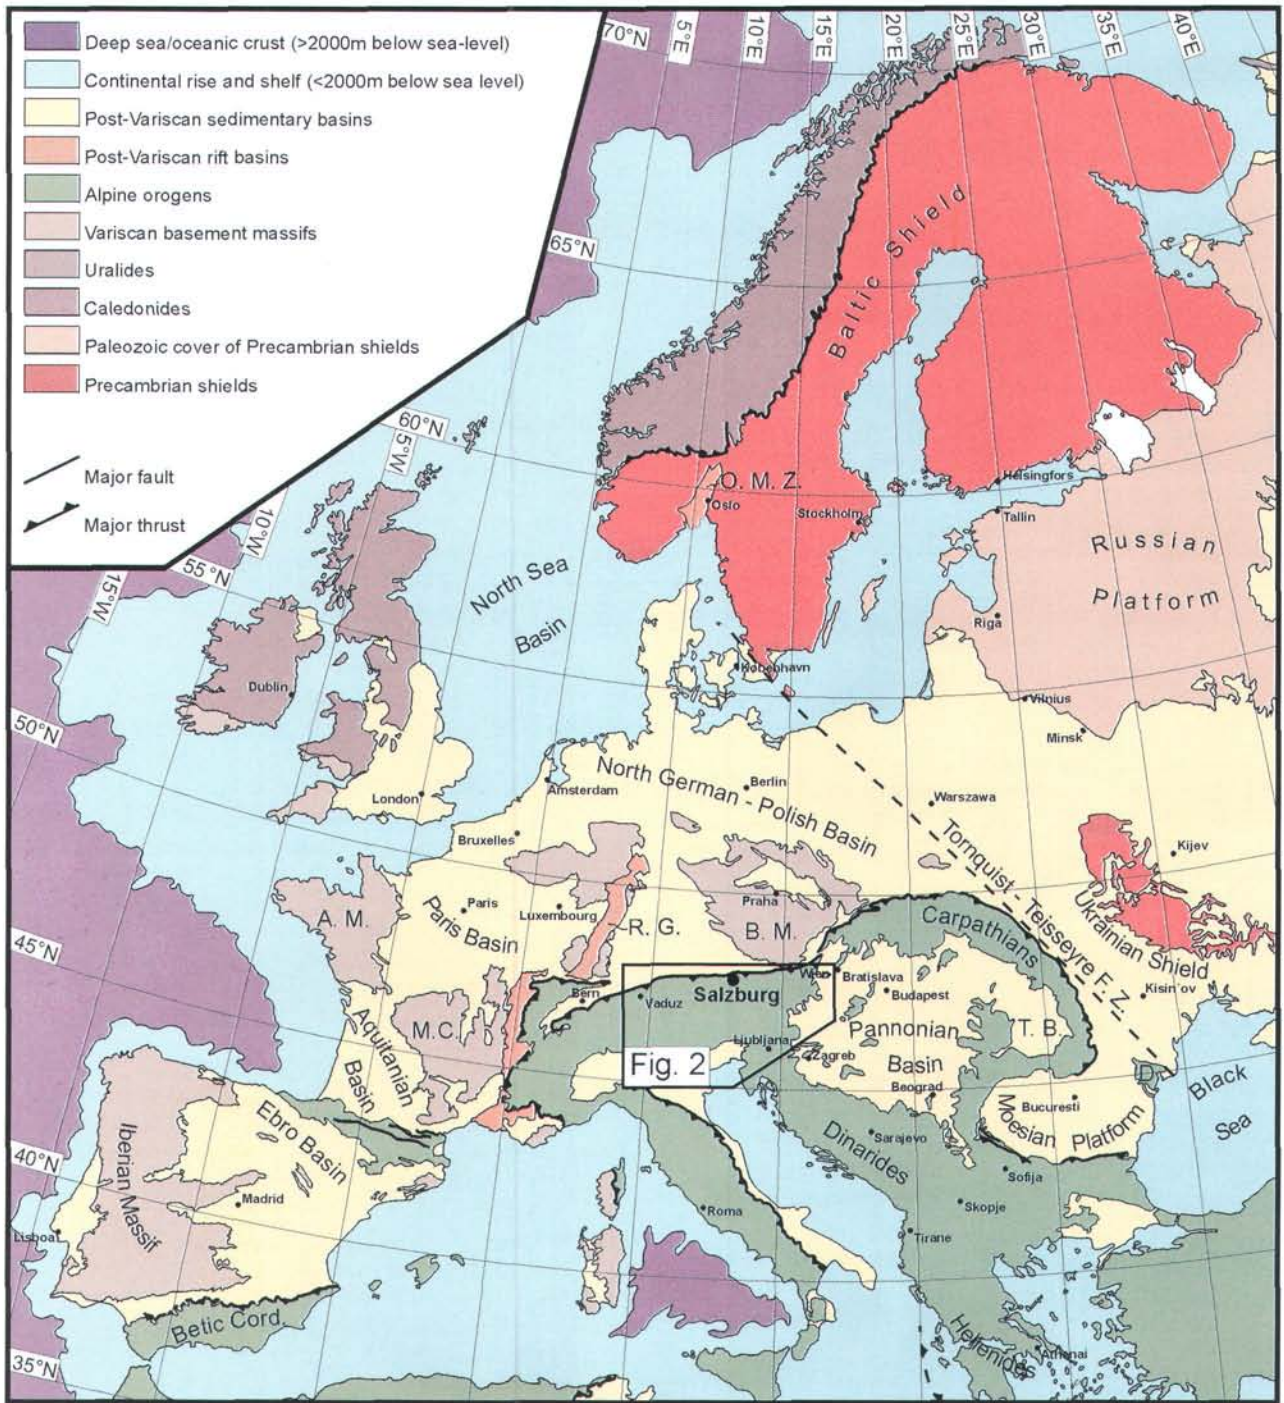 Deep sea/oceanic crust (>2000m below sea-level)
Continental rise and shelf (<2000m below sea level)
Post-Variscan sedimentary basins
Post-Variscan rift basins
Alpine orogens
Variscan basement massifs
Uralides
Caledonides
Paleozoic cover of Precambrian shields
Precambrian shields
Major fault
Major thrust
70°N
5°E
10°E
15°E
20°E
25°E
30°E
35°E
40°E
65°N
60°N
5°W
10°W
55°N
15°W
50°N
45°N
40°N
35°N
Baltic Shield
O. M. Z.
Oslo
Stockholm
Helsingfors
Tallin
Russian
Platform
Riga
North Sea
Basin
København
Vilnius
Minsk
Dublin
London
Amsterdam
Bruxelles
North German - Polish Basin
Berlin
Warszawa
Kijev
Tornquist - Teisseyre F. Z.
Ukrainian Shield
Kisin´ov
A. M.
Paris
Paris Basin
Luxembourg
R. G.
Praha
B. M.
Carpathians
Wien
Bratislava
Budapest
Pannonian
Basin
T. B.
Bern
Vaduz
Salzburg
Ljubljana
Zagreb
Fig. 2
Beograd
M.C.
Aquitanian
Basin
Ebro Basin
Iberian Massif
Madrid
Lisboa
Betic Cord.
Roma
Dinarides
Sarajevo
Bucuresti
Moesian Platform
D.
Black
Sea
Sofija
Skopje
Tirane
Hellenides
Athinai